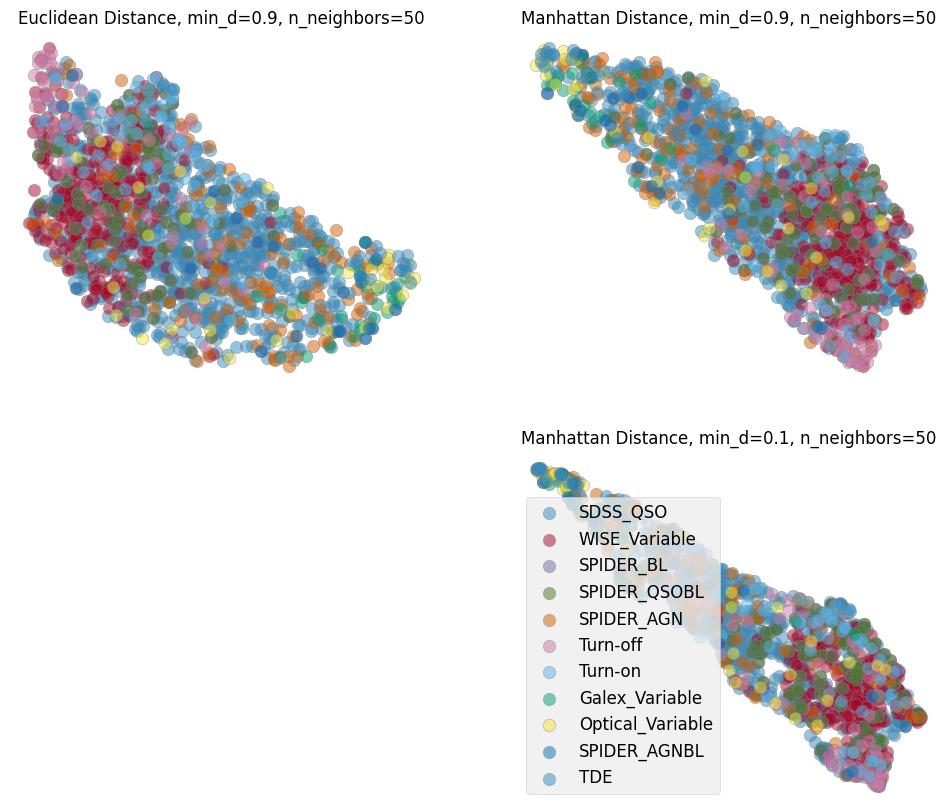 Euclidean Distance, min_d=0.9, n_neighbors=50
Manhattan Distance, min_d=0.9, n_neighbors=50
Manhattan Distance, min_d=0.1, n_neighbors=50
SDSS_QSO
WISE_Variable
SPIDER_BL
SPIDER_QSOBL
SPIDER_AGN
Turn-off
Turn-on
Galex_Variable
Optical_Variable
SPIDER_AGNBL
TDE